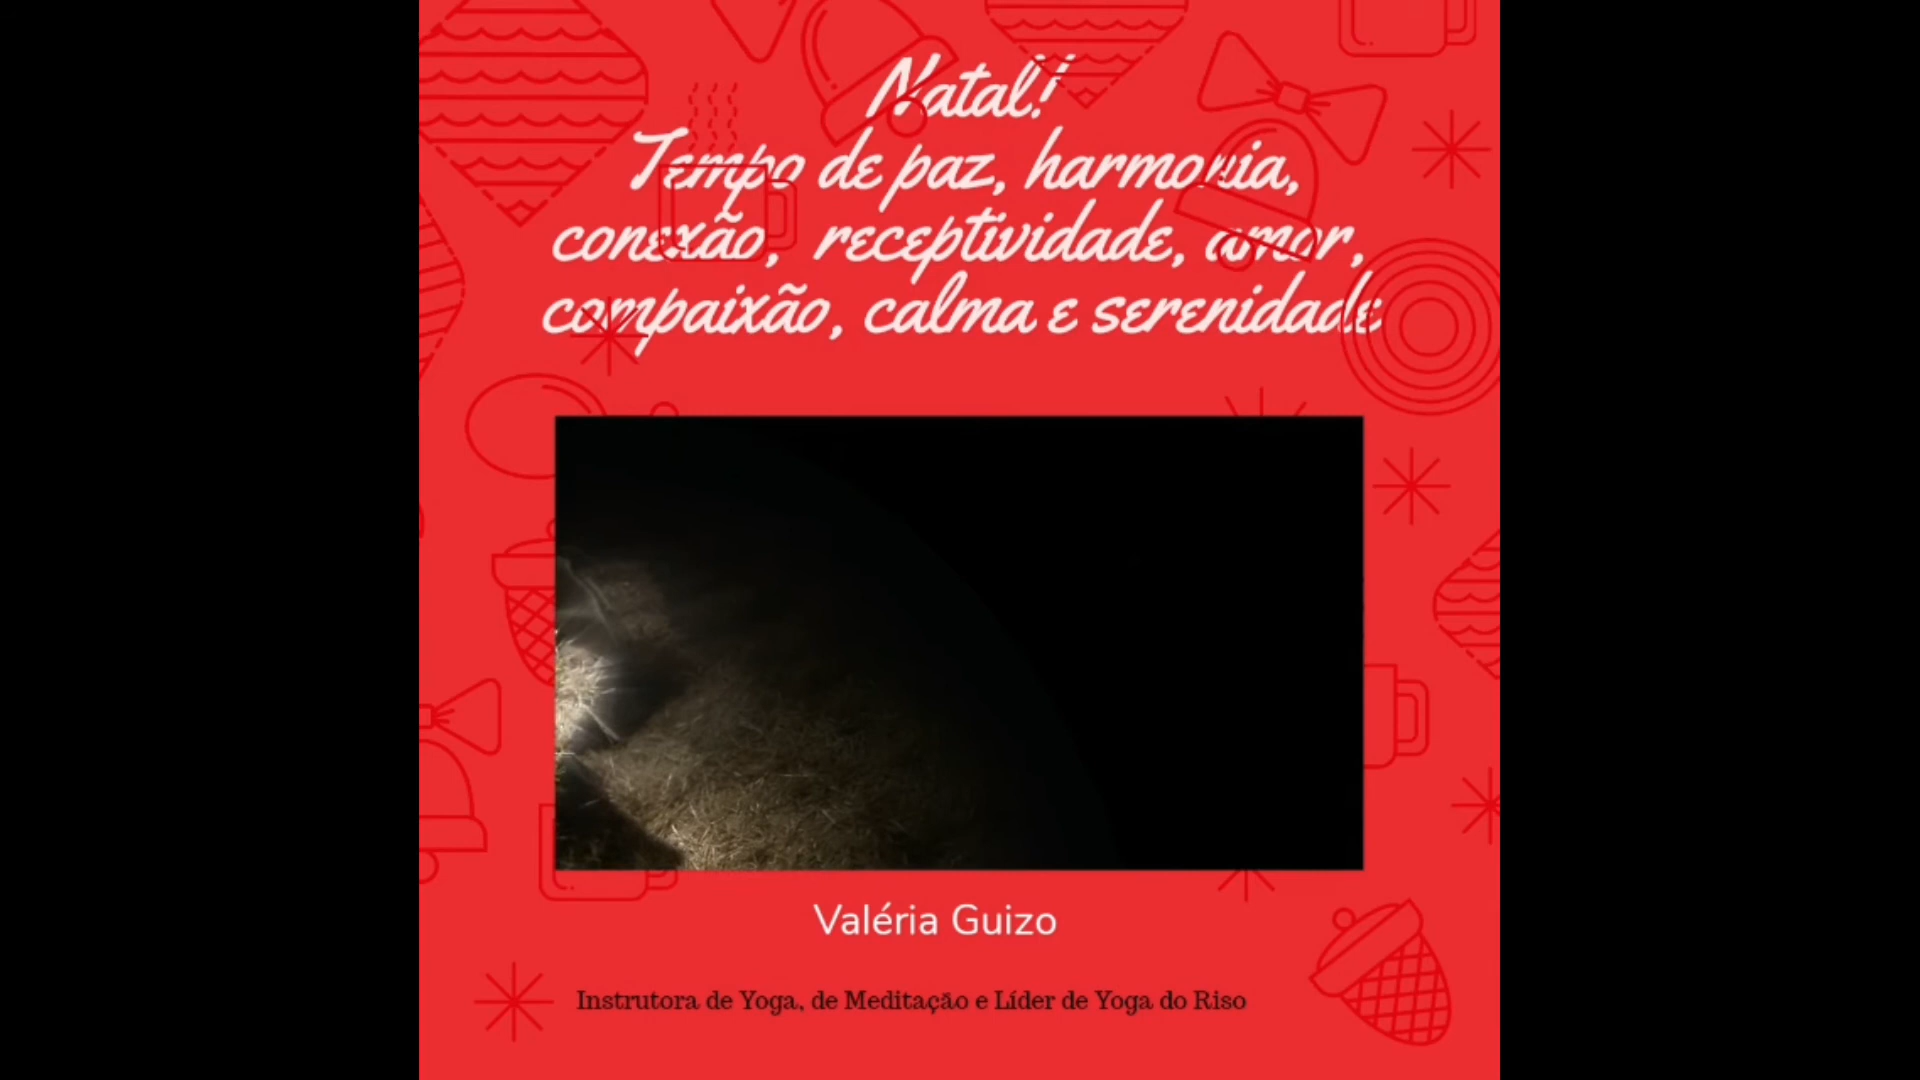 Natal!
Tempo de paz, harmonia,
conexão, receptividade, amor,
compaixão, calma e serenidade
Valéria Guizo
Instrutora de Yoga, de Meditação e Líder de Yoga do Riso